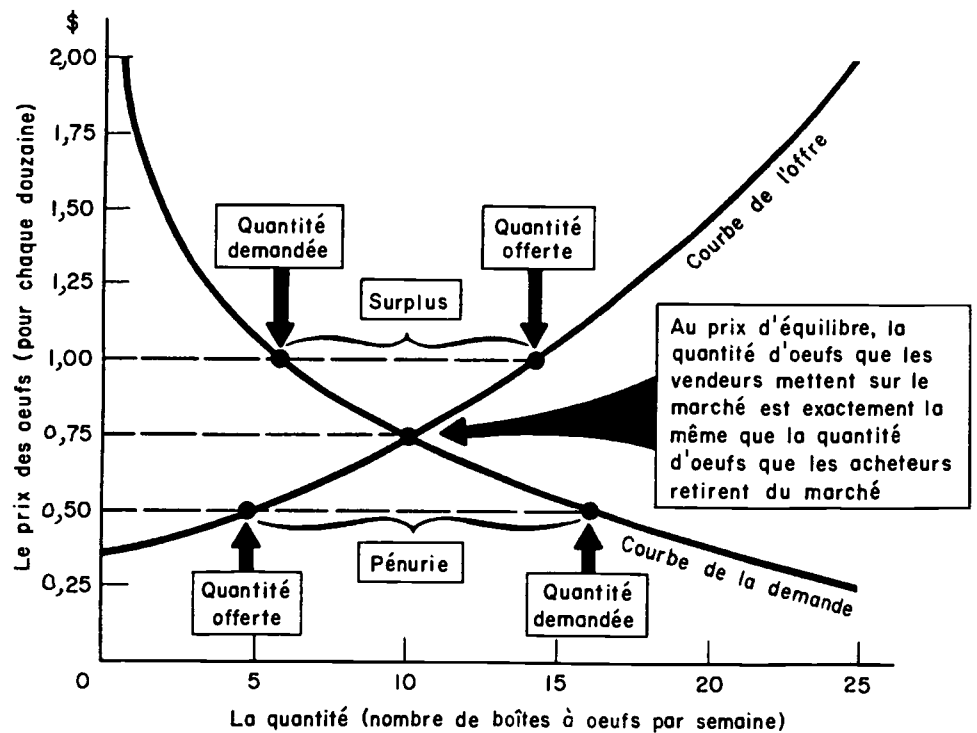 $
2,00
1,75
1,50
1,25
1,00
0,75
0,50
0,25
0
5
10
15
20
25
Le prix des oeufs (pour chaque douzaine)
Quantité
demandée
Quantité
offerte
Surplus
Courbe de l'offre
Au prix d'équilibre, la
quantité d'oeufs que les
vendeurs mettent sur le
marché est exactement la
même que la quantité
d'oeufs que les acheteurs
retirent du marché
Pénurie
Courbe de la demande
Quantité
offerte
Quantité
demandée
La quantité (nombre de boîtes à oeufs par semaine)